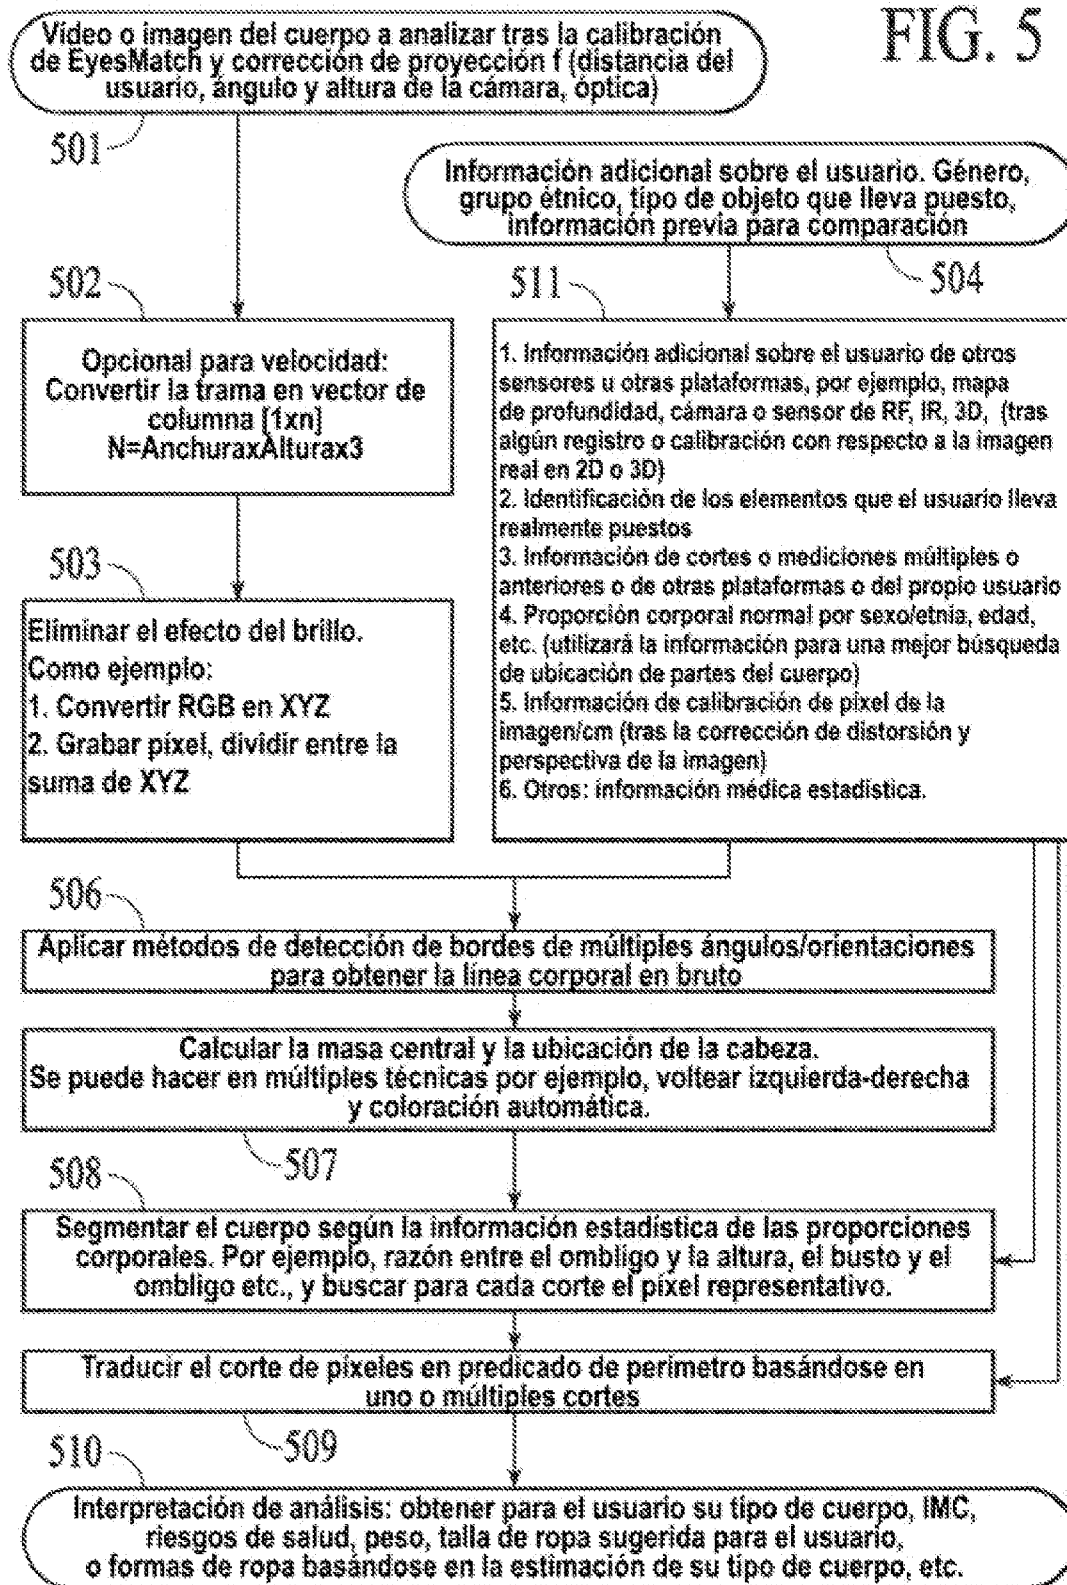 FIG. 5
Vídeo o imagen del cuerpo a analizar tras la calibración
de EyesMatch y corrección de proyección f (distancia del
usuario, ángulo y altura de la cámara, óptica)
501
Información adicional sobre el usuario. Género,
grupo étnico, tipo de objeto que lleva puesto,
información previa para comparación
504
502
Opcional para velocidad:
Convertir la trama en vector de
columna [1xn]
N=AnchuraxAlturax3
511
1. Información adicional sobre el usuario de otros
sensores u otras plataformas, por ejemplo, mapa
de profundidad, cámara o sensor de RF, IR, 3D, (tras
algún registro o calibración con respecto a la imagen
real en 2D o 3D)
2. Identificación de los elementos que el usuario lleva
realmente puestos
3. Información de cortes o mediciones múltiples o
anteriores o de otras plataformas o del propio usuario
4. Proporción corporal normal por sexo/etnia, edad,
etc. (utilizará la información para una mejor búsqueda
de ubicación de partes del cuerpo)
5. Información de calibración de píxel de la
imagen/cm (tras la corrección de distorsión y
perspectiva de la imagen)
6. Otros: información médica estadística.
503
Eliminar el efecto del brillo.
Como ejemplo:
1. Convertir RGB en XYZ
2. Grabar píxel, dividir entre la
suma de XYZ
506
Aplicar métodos de detección de bordes de múltiples ángulos/orientaciones
para obtener la línea corporal en bruto
Calcular la masa central y la ubicación de la cabeza.
Se puede hacer en múltiples técnicas por ejemplo, voltear izquierda-derecha
y coloración automática.
507
508
Segmentar el cuerpo según la información estadística de las proporciones
corporales. Por ejemplo, razón entre el ombligo y la altura, el busto y el
ombligo etc., y buscar para cada corte el píxel representativo.
Traducir el corte de píxeles en predicado de perímetro basándose en
uno o múltiples cortes
509
510
Interpretación de análisis: obtener para el usuario su tipo de cuerpo, IMC,
riesgos de salud, peso, talla de ropa sugerida para el usuario,
o formas de ropa basándose en la estimación de su tipo de cuerpo, etc.